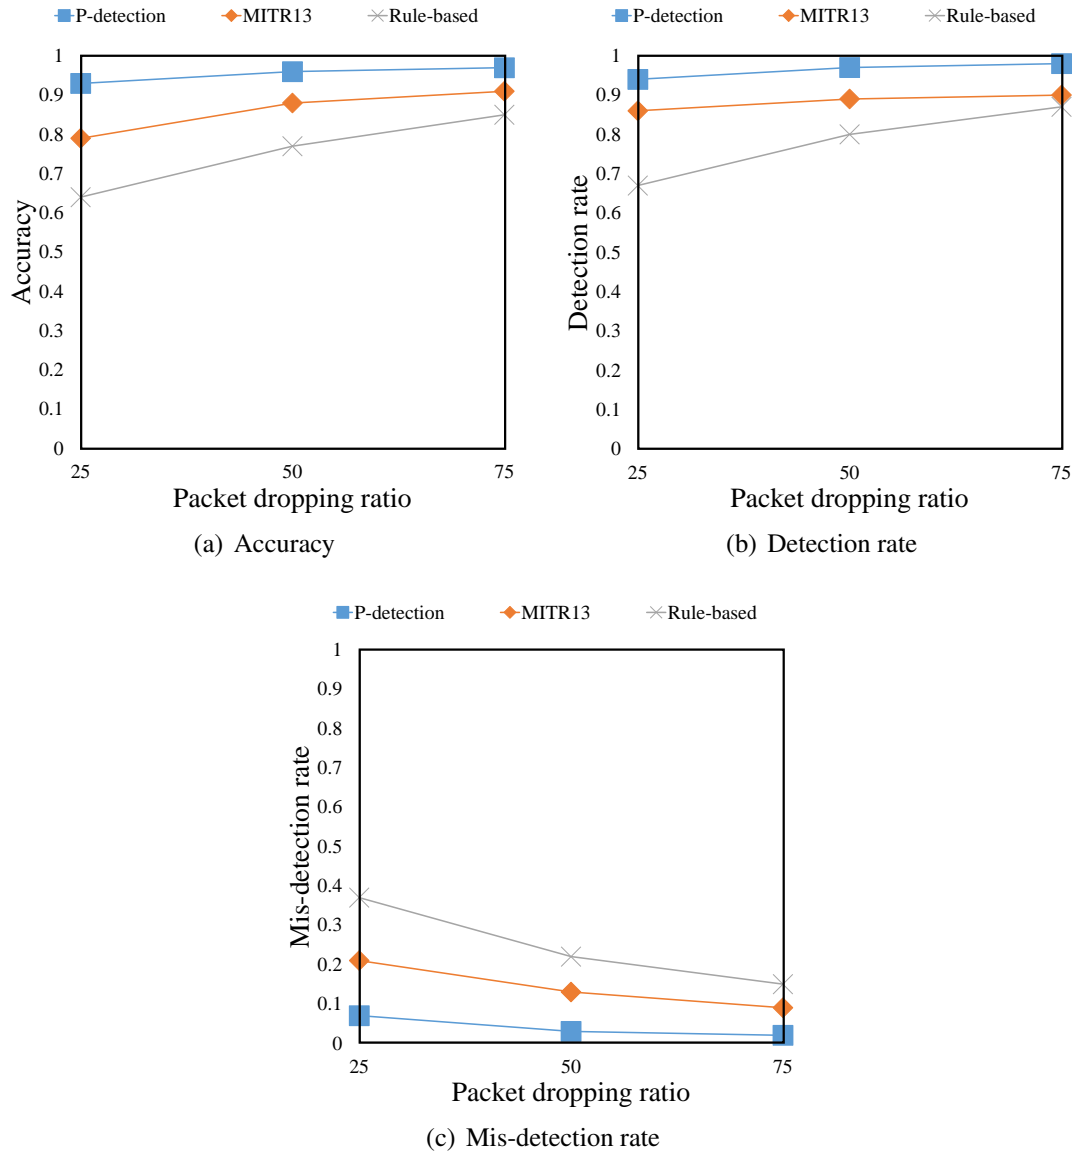 P-detection MITR13 Rule-based
1
0.9
0.8
0.7
0.6
0.5
0.4
0.3
0.2
0.1
0
Accuracy
25 50 75
Packet dropping ratio
(a) Accuracy
P-detection MITR13 Rule-based
1
0.9
0.8
0.7
0.6
0.5
0.4
0.3
0.2
0.1
0
Detection rate
25 50 75
Packet dropping ratio
(b) Detection rate
P-detection MITR13 Rule-based
1
0.9
0.8
0.7
0.6
0.5
0.4
0.3
0.2
0.1
0
Mis-detection rate
25 50 75
Packet dropping ratio
(c) Mis-detection rate